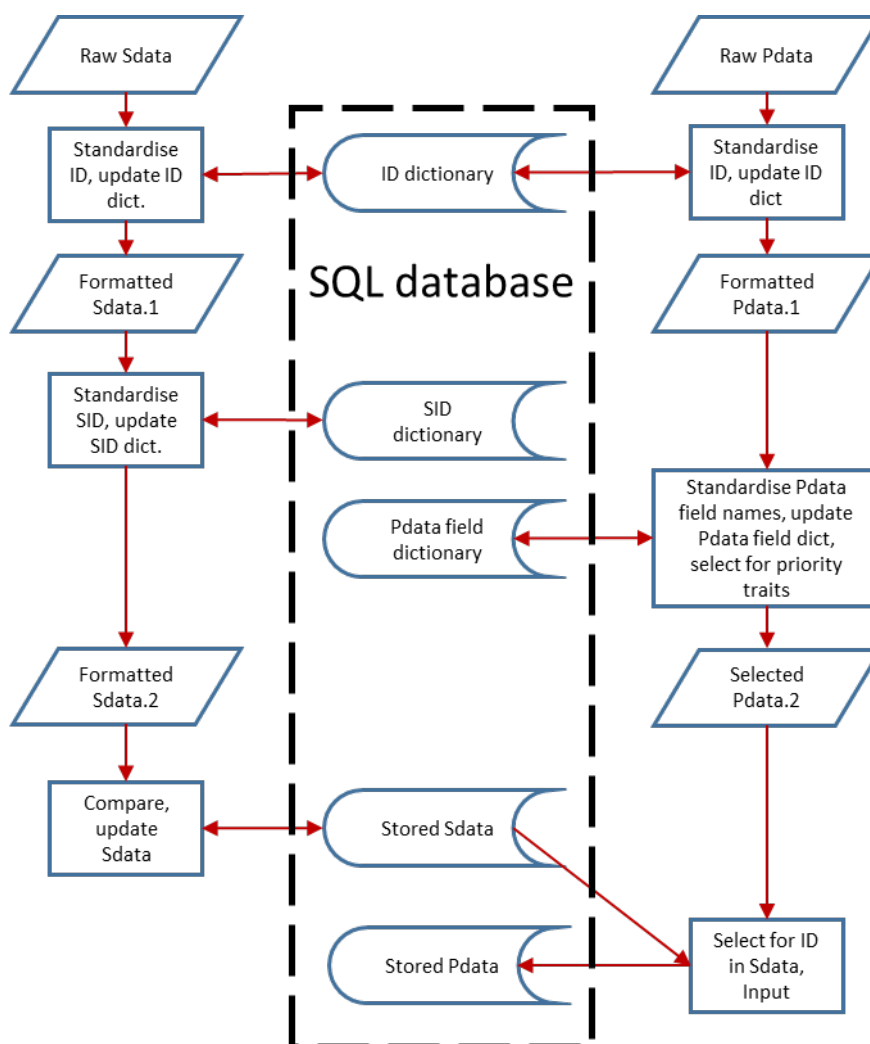 Raw Sdata
Raw Pdata
Standardise
ID, update ID
dict.
ID dictionary
Standardise
ID, update ID
dict
Formatted
Sdata.1
SQL database
Formatted
Pdata.1
Standardise
SID, update
SID dict.
SID
dictionary
Pdata field
dictionary
Standardise Pdata
field names, update
Pdata field dict,
select for priority
traits
Formatted
Sdata.2
Selected
Pdata.2
Compare,
update
Sdata
Stored Sdata
Stored Pdata
Select for ID
in Sdata,
Input